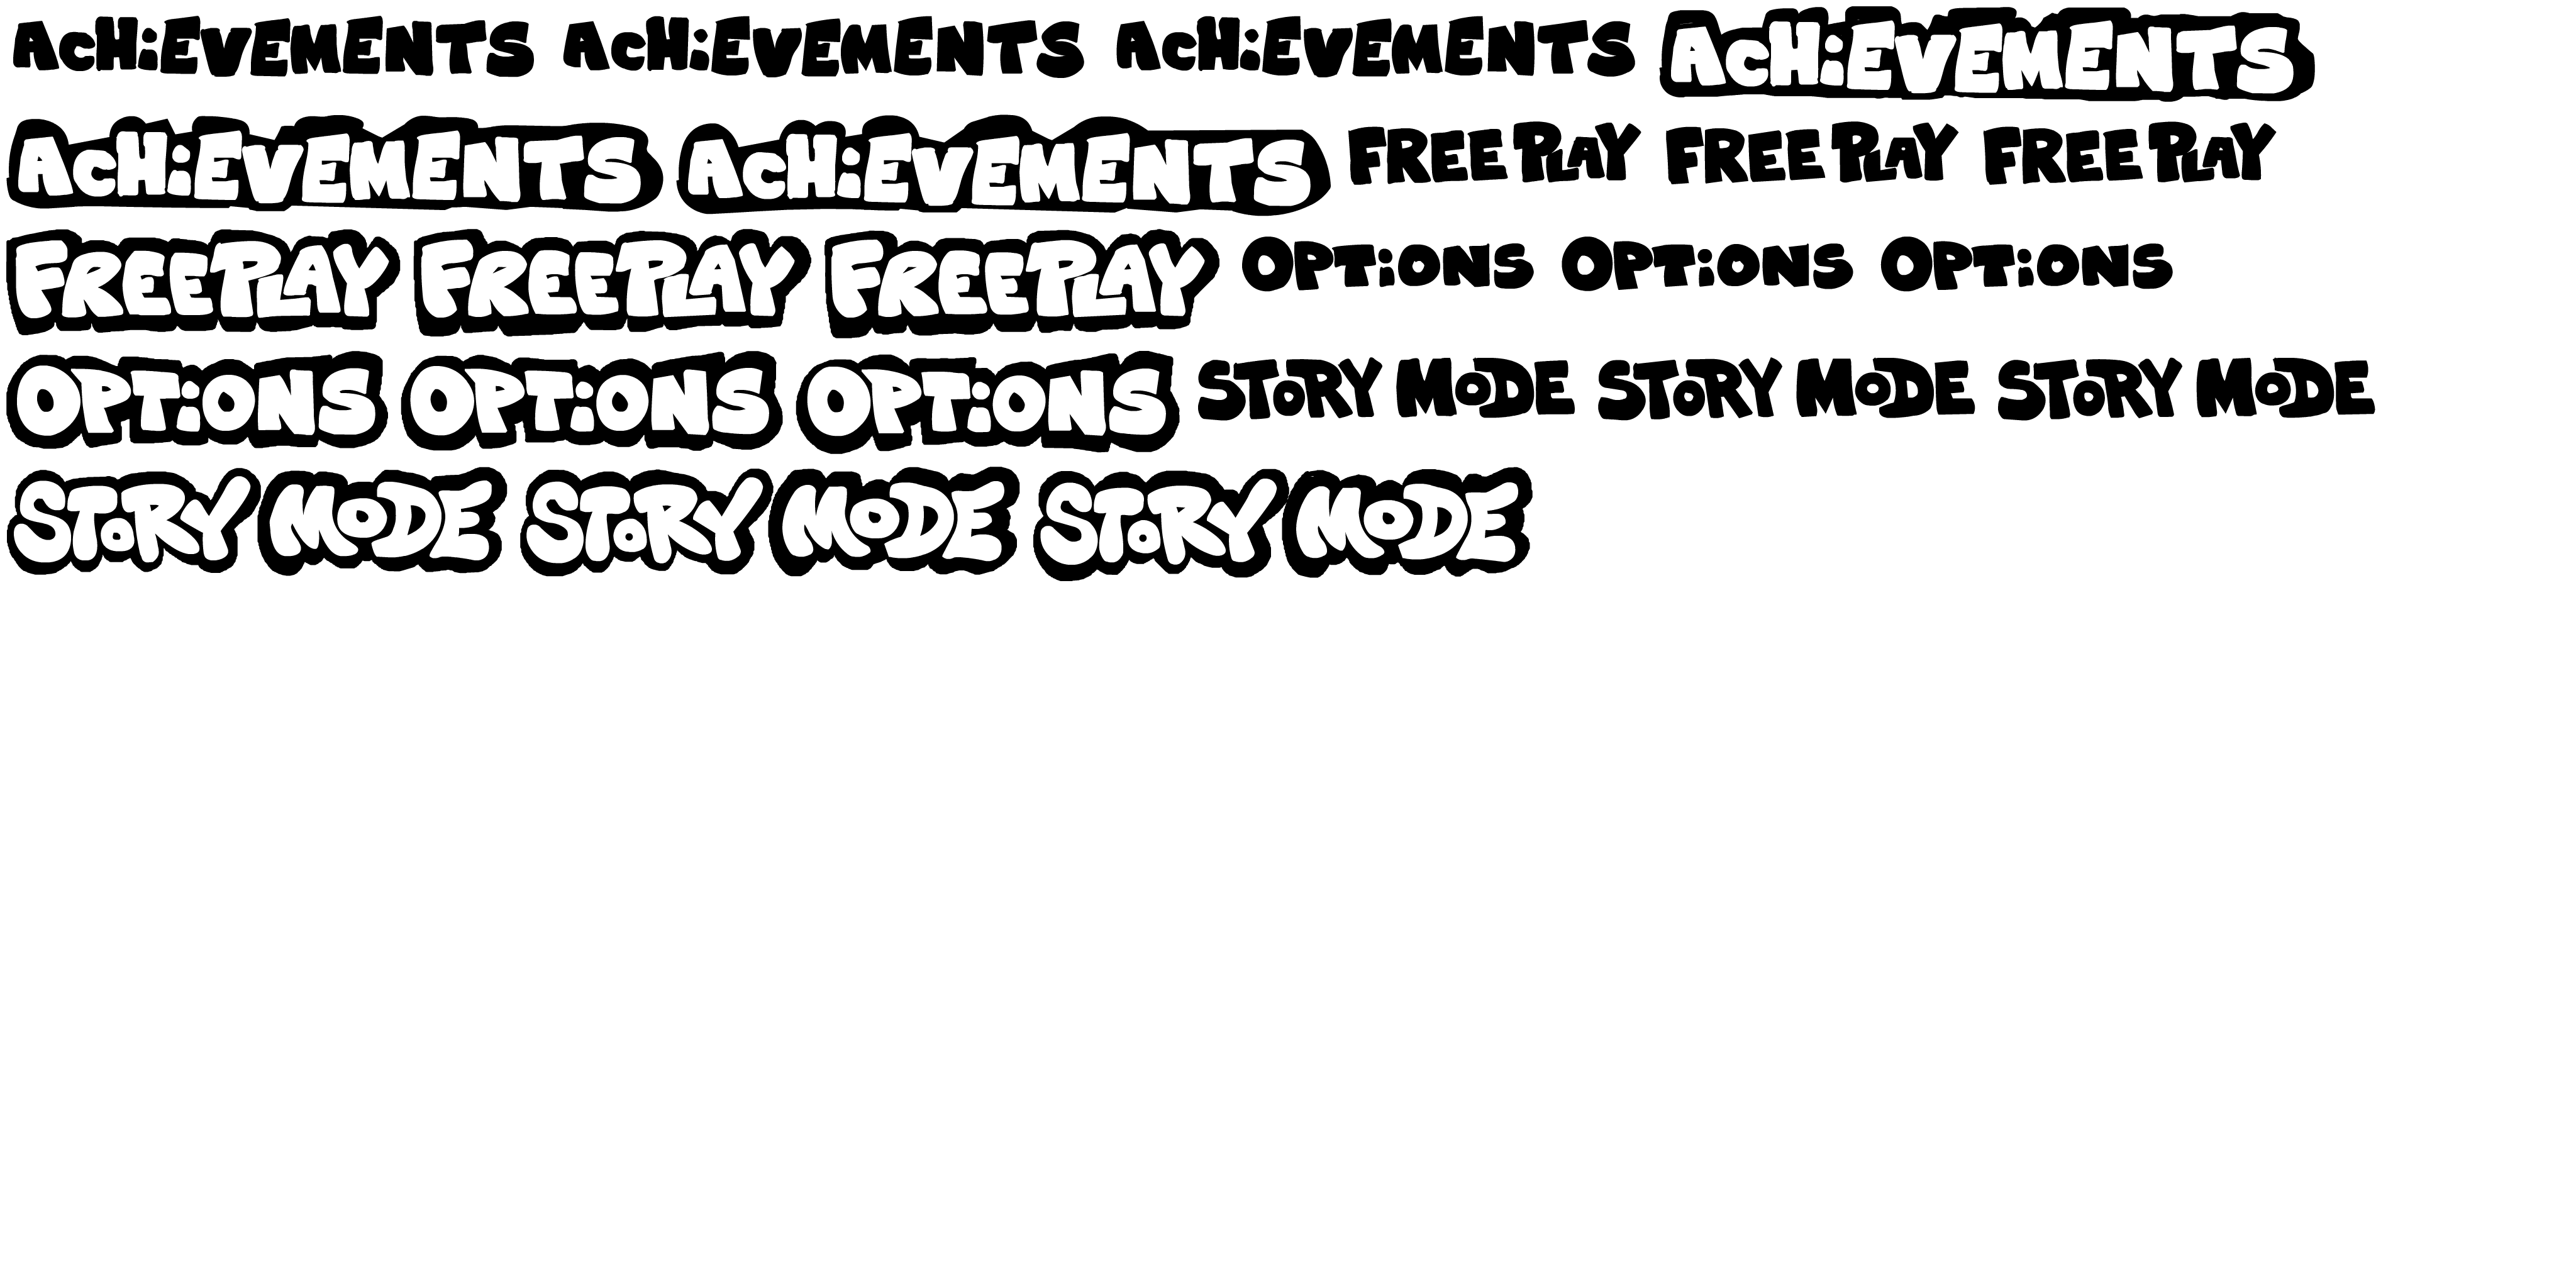 ACHiEVEMENTS ACHiEVEMENTS ACHiEVEMENTS ACHiEVEMENTS
ACHiEVEMENTS ACHiEVEMENTS FREEPLAY FREEPLAY FREEPLAY
FREEPLAY FREEPLAY FREEPLAY OPTiONS OPTiONS OPTiONS
OPTiONS OPTiONS OPTiONS STORY MODE STORY MODE STORY MODE
STORY MODE STORY MODE STORY MODE